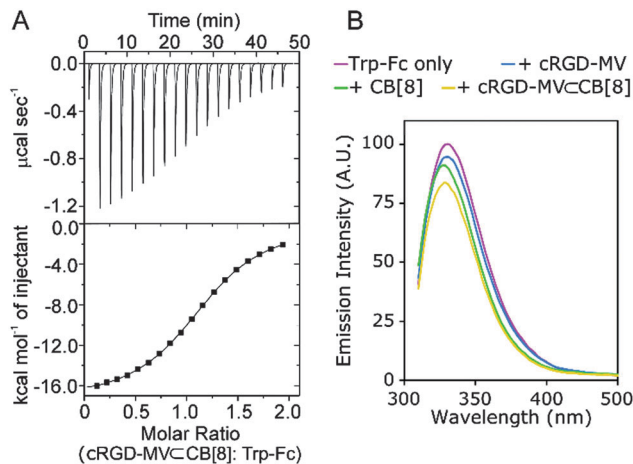 A
Time (min)
0 10 20 30 40 50
0.0
-0.4
-0.8
-1.2
μcal sec⁻¹
0.0
-4.0
-8.0
-12.0
-16.0
kcal mol⁻¹ of injectant
0.0 0.5 1.0 1.5 2.0
Molar Ratio
(cRGD-MV⊂CB[8]: Trp-Fc)
B
Trp-Fc only + cRGD-MV
+ CB[8] + cRGD-MV⊂CB[8]
100
75
50
25
0
Emission Intensity (A.U.)
300 350 400 450 500
Wavelength (nm)